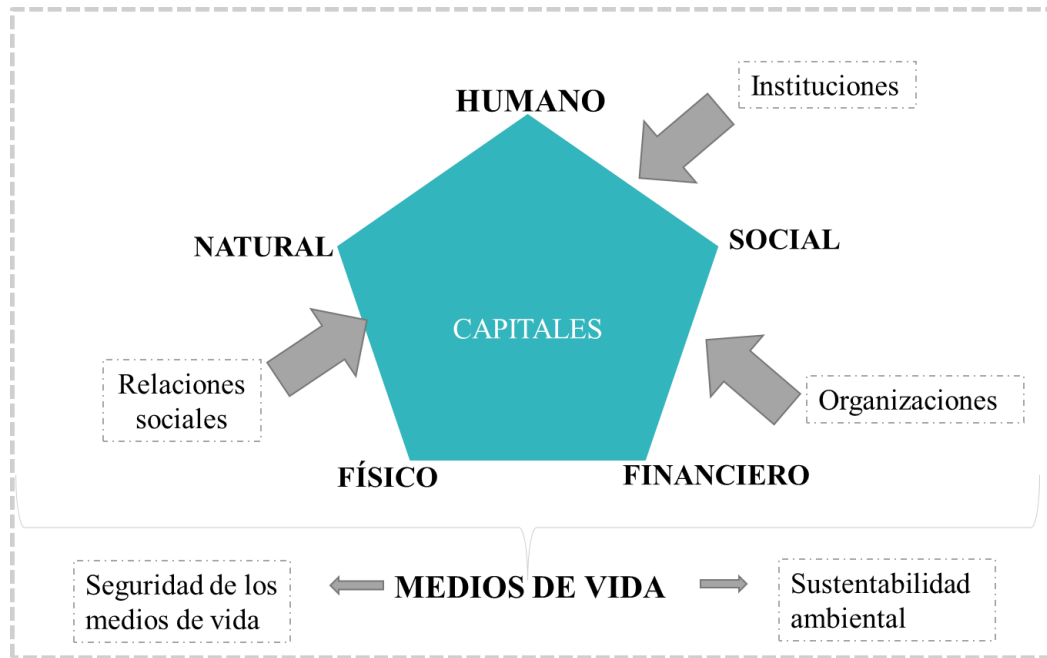 Instituciones
HUMANO
NATURAL
SOCIAL
CAPITALES
Relaciones
sociales
Organizaciones
FÍSICO
FINANCIERO
Seguridad de los
medios de vida
MEDIOS DE VIDA
Sustentabilidad
ambiental